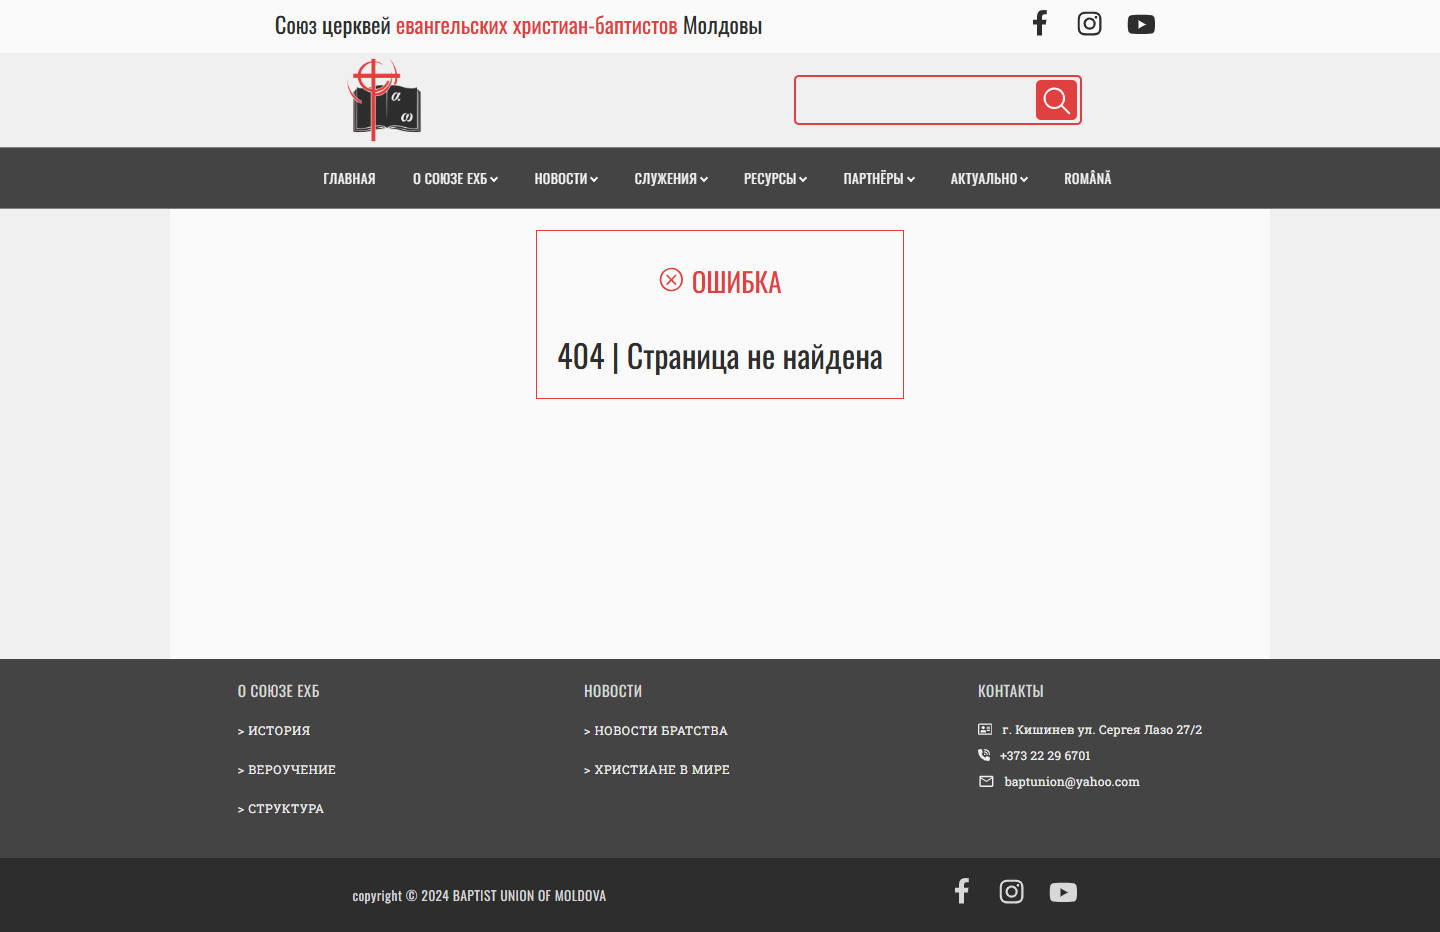 Союз церквей евангельских христиан-баптистов Молдовы
α
ω
ГЛАВНАЯ О СОЮЗЕ ЕХБ НОВОСТИ СЛУЖЕНИЯ РЕСУРСЫ ПАРТНЁРЫ АКТУАЛЬНО ROMÂNĂ
ОШИБКА
404 | Страница не найдена
О СОЮЗЕ ЕХБ
> ИСТОРИЯ
> ВЕРОУЧЕНИЕ
> СТРУКТУРА
НОВОСТИ
> НОВОСТИ БРАТСТВА
> ХРИСТИАНЕ В МИРЕ
КОНТАКТЫ
г. Кишинев ул. Сергея Лазо 27/2
+373 22 29 6701
baptunion@yahoo.com
copyright © 2024 BAPTIST UNION OF MOLDOVA